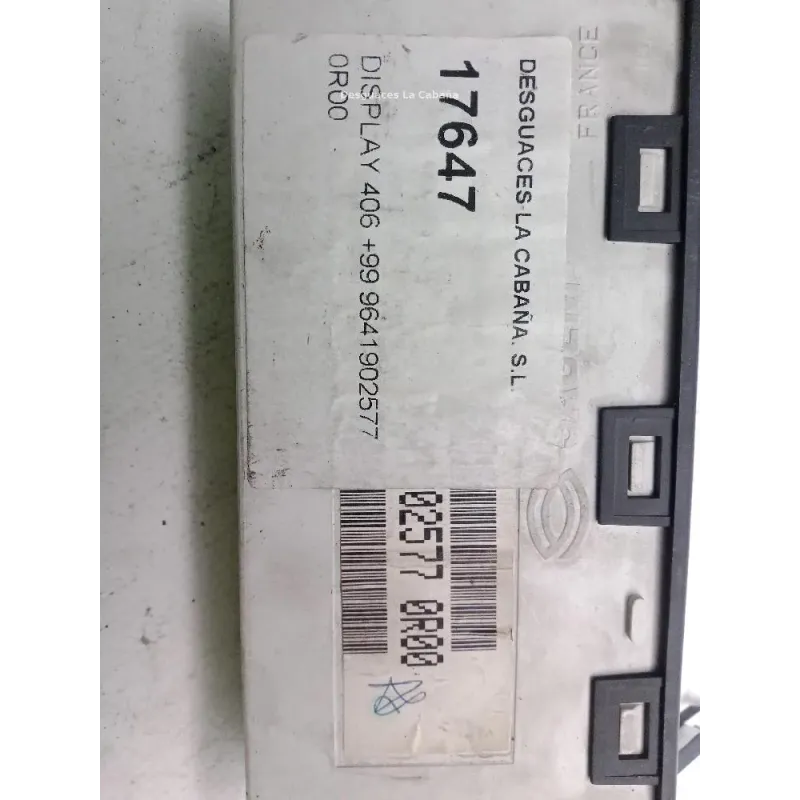 DESGUACES LA CABAÑA. S.L.
17647
DISPLAY 406 +99 9641902577
0R00
Desguaces La Cabaña
02577 0R00
FRANCE